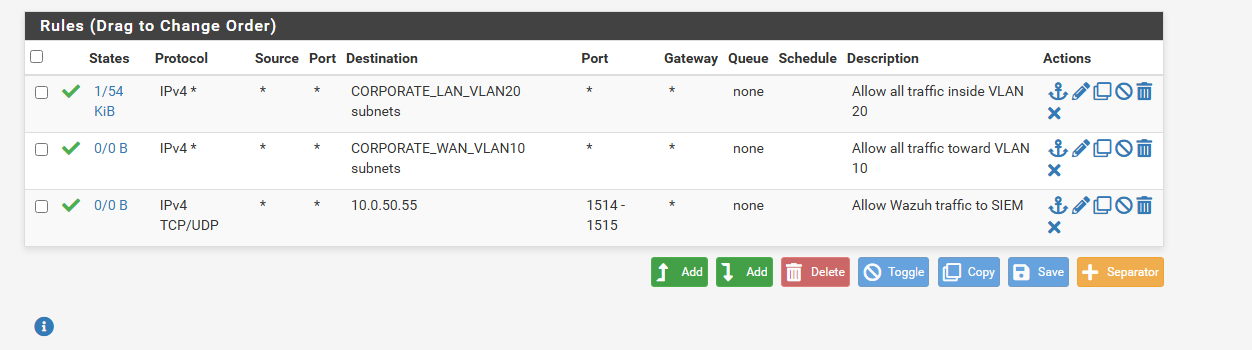 Rules (Drag to Change Order)
States Protocol Source Port Destination Port Gateway Queue Schedule Description Actions
1/54 IPv4 * * * CORPORATE_LAN_VLAN20 * * none Allow all traffic inside VLAN
KiB subnets 20
0/0 B IPv4 * * * CORPORATE_WAN_VLAN10 * * none Allow all traffic toward VLAN
subnets 10
0/0 B IPv4 * * 10.0.50.55 1514 - * none Allow Wazuh traffic to SIEM
TCP/UDP 1515
Add Add Delete Toggle Copy Save Separator